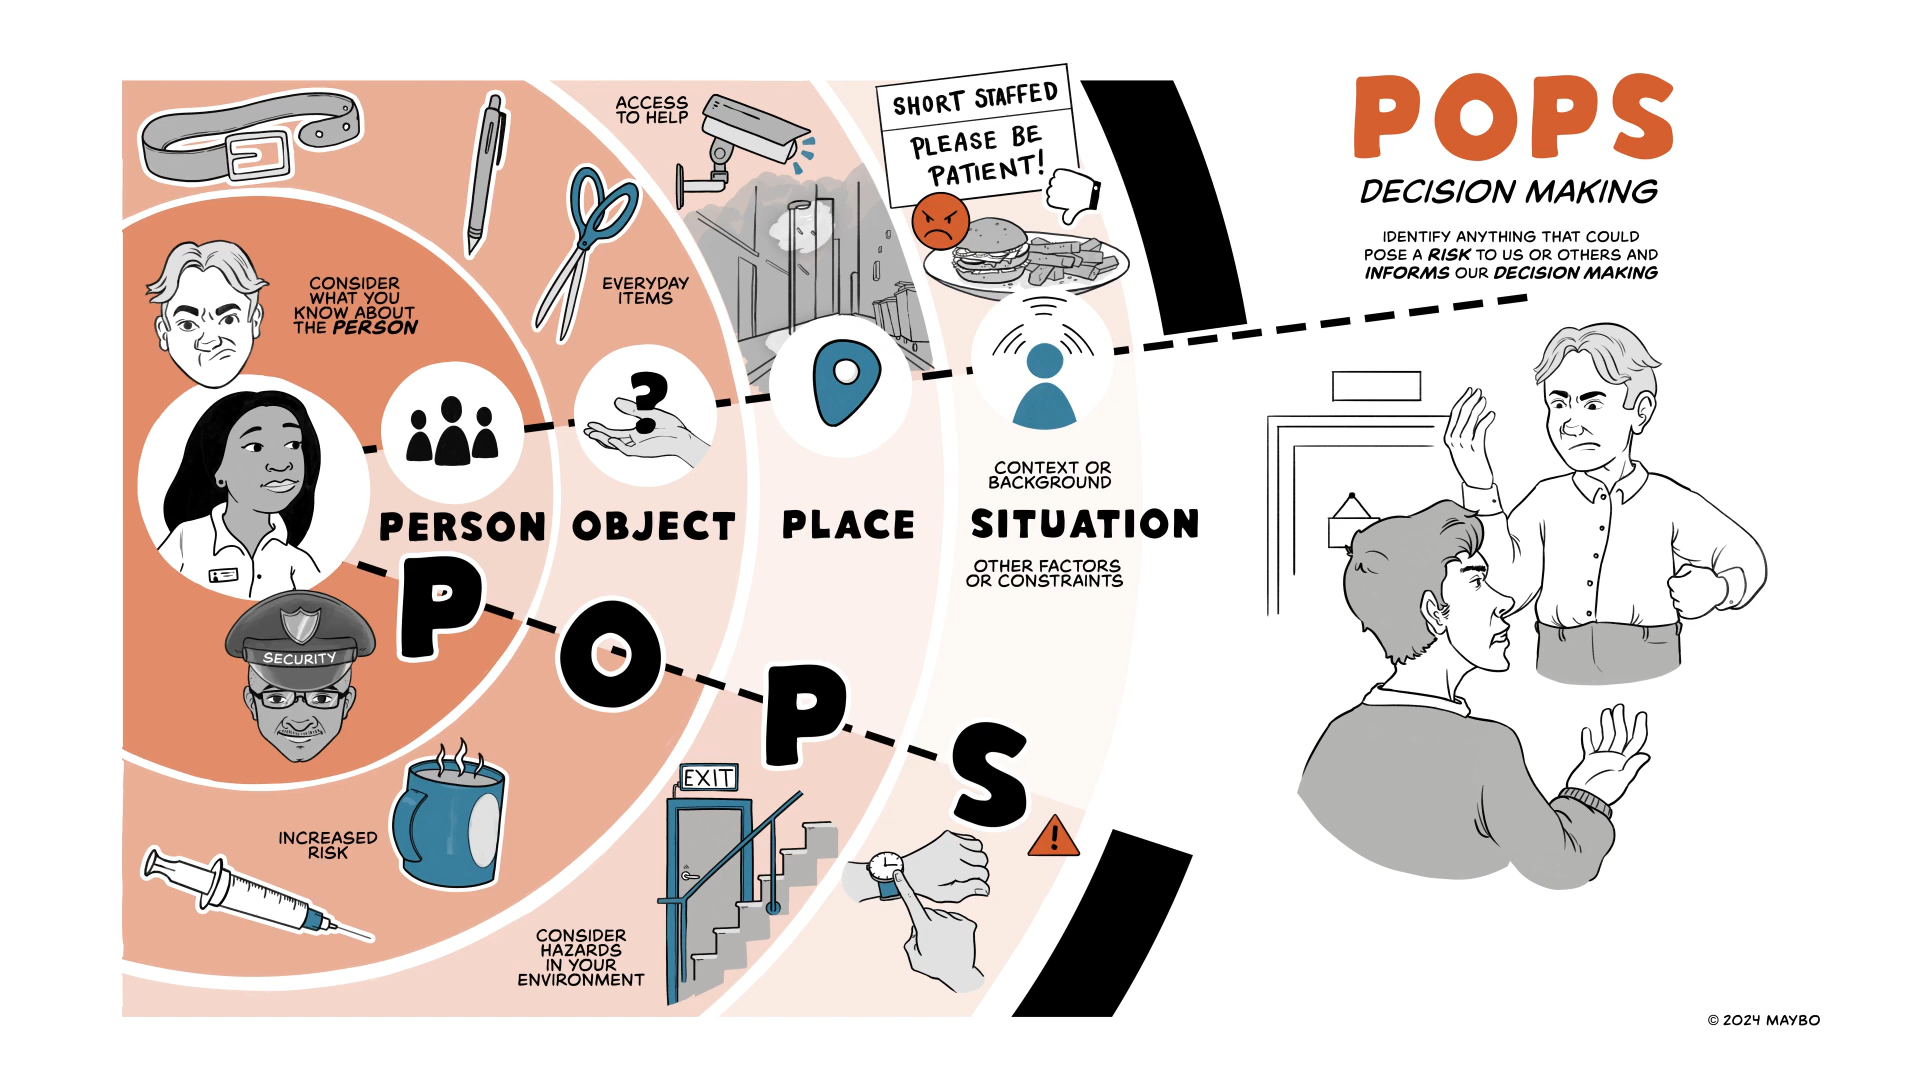 POPS
DECISION MAKING
IDENTIFY ANYTHING THAT COULD
POSE A RISK TO US OR OTHERS AND
INFORMS OUR DECISION MAKING
CONSIDER
WHAT YOU
KNOW ABOUT
THE PERSON
EVERYDAY
ITEMS
ACCESS
TO HELP
SHORT STAFFED
PLEASE BE
PATIENT!
?
CONTEXT OR
BACKGROUND
PERSON
OBJECT
PLACE
SITUATION
OTHER FACTORS
OR CONSTRAINTS
P
O
P
S
SECURITY
INCREASED
RISK
EXIT
!
CONSIDER
HAZARDS
IN YOUR
ENVIRONMENT
© 2024 MAYBO